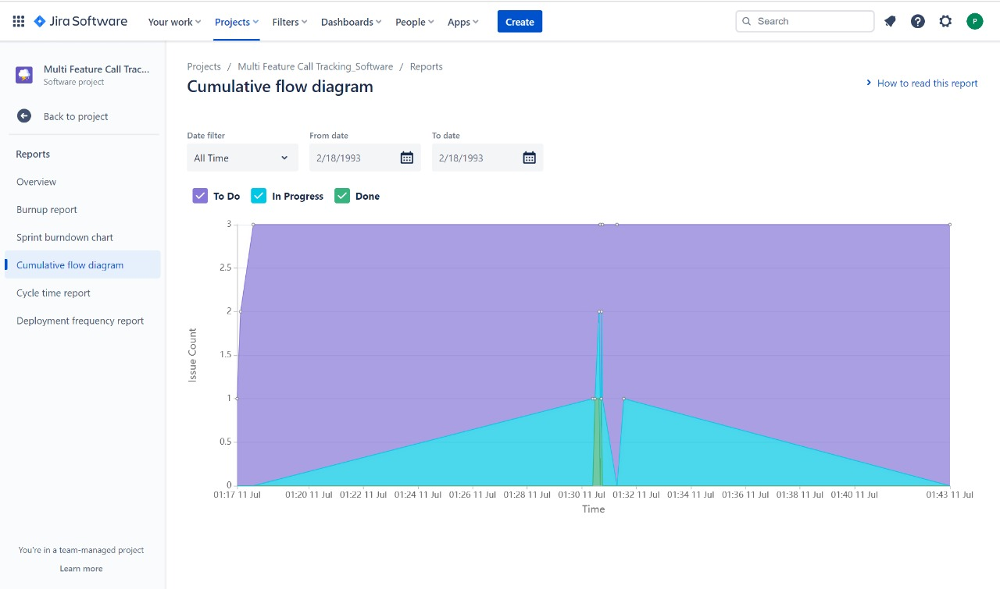 Jira Software Your work Projects Filters Dashboards People Apps Create Search P
Multi Feature Call Trac...
Software project
Back to project
Reports
Overview
Burnup report
Sprint burndown chart
Cumulative flow diagram
Cycle time report
Deployment frequency report
You're in a team-managed project
Learn more
Projects / Multi Feature Call Tracking_Software / Reports
Cumulative flow diagram
How to read this report
Date filter From date To date
All Time 2/18/1993 2/18/1993
To Do In Progress Done
3
2.5
2
1.5
1
0.5
0
Issue Count
01:17 11 Jul 01:20 11 Jul 01:22 11 Jul 01:24 11 Jul 01:26 11 Jul 01:28 11 Jul 01:30 11 Jul 01:32 11 Jul 01:34 11 Jul 01:36 11 Jul 01:38 11 Jul 01:40 11 Jul 01:43 11 Jul
Time